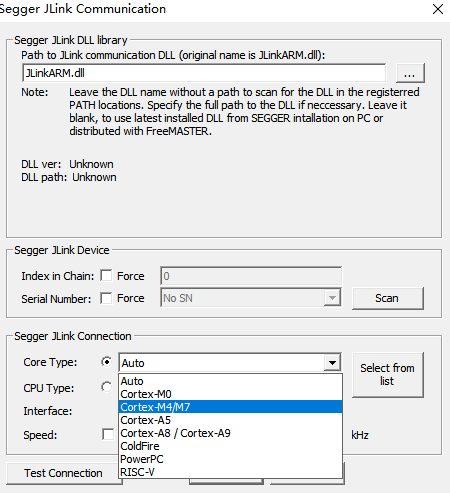 Segger JLink Communication
Segger JLink DLL library
Path to JLink communication DLL (original name is JLinkARM.dll):
JLinkARM.dll
...
Note: Leave the DLL name without a path to scan for the DLL in the registerred
PATH locations. Specify the full path to the DLL if neccessary. Leave it
blank, to use latest installed DLL from SEGGER intallation on PC or
distributed with FreeMASTER.
DLL ver: Unknown
DLL path: Unknown
Segger JLink Device
Index in Chain: Force 0
Serial Number: Force No SN Scan
Segger JLink Connection
Core Type: Auto
Select from
list
CPU Type:
Interface:
Speed: kHz
Auto
Cortex-M0
Cortex-M4/M7
Cortex-A5
Cortex-A8 / Cortex-A9
ColdFire
PowerPC
RISC-V
Test Connection